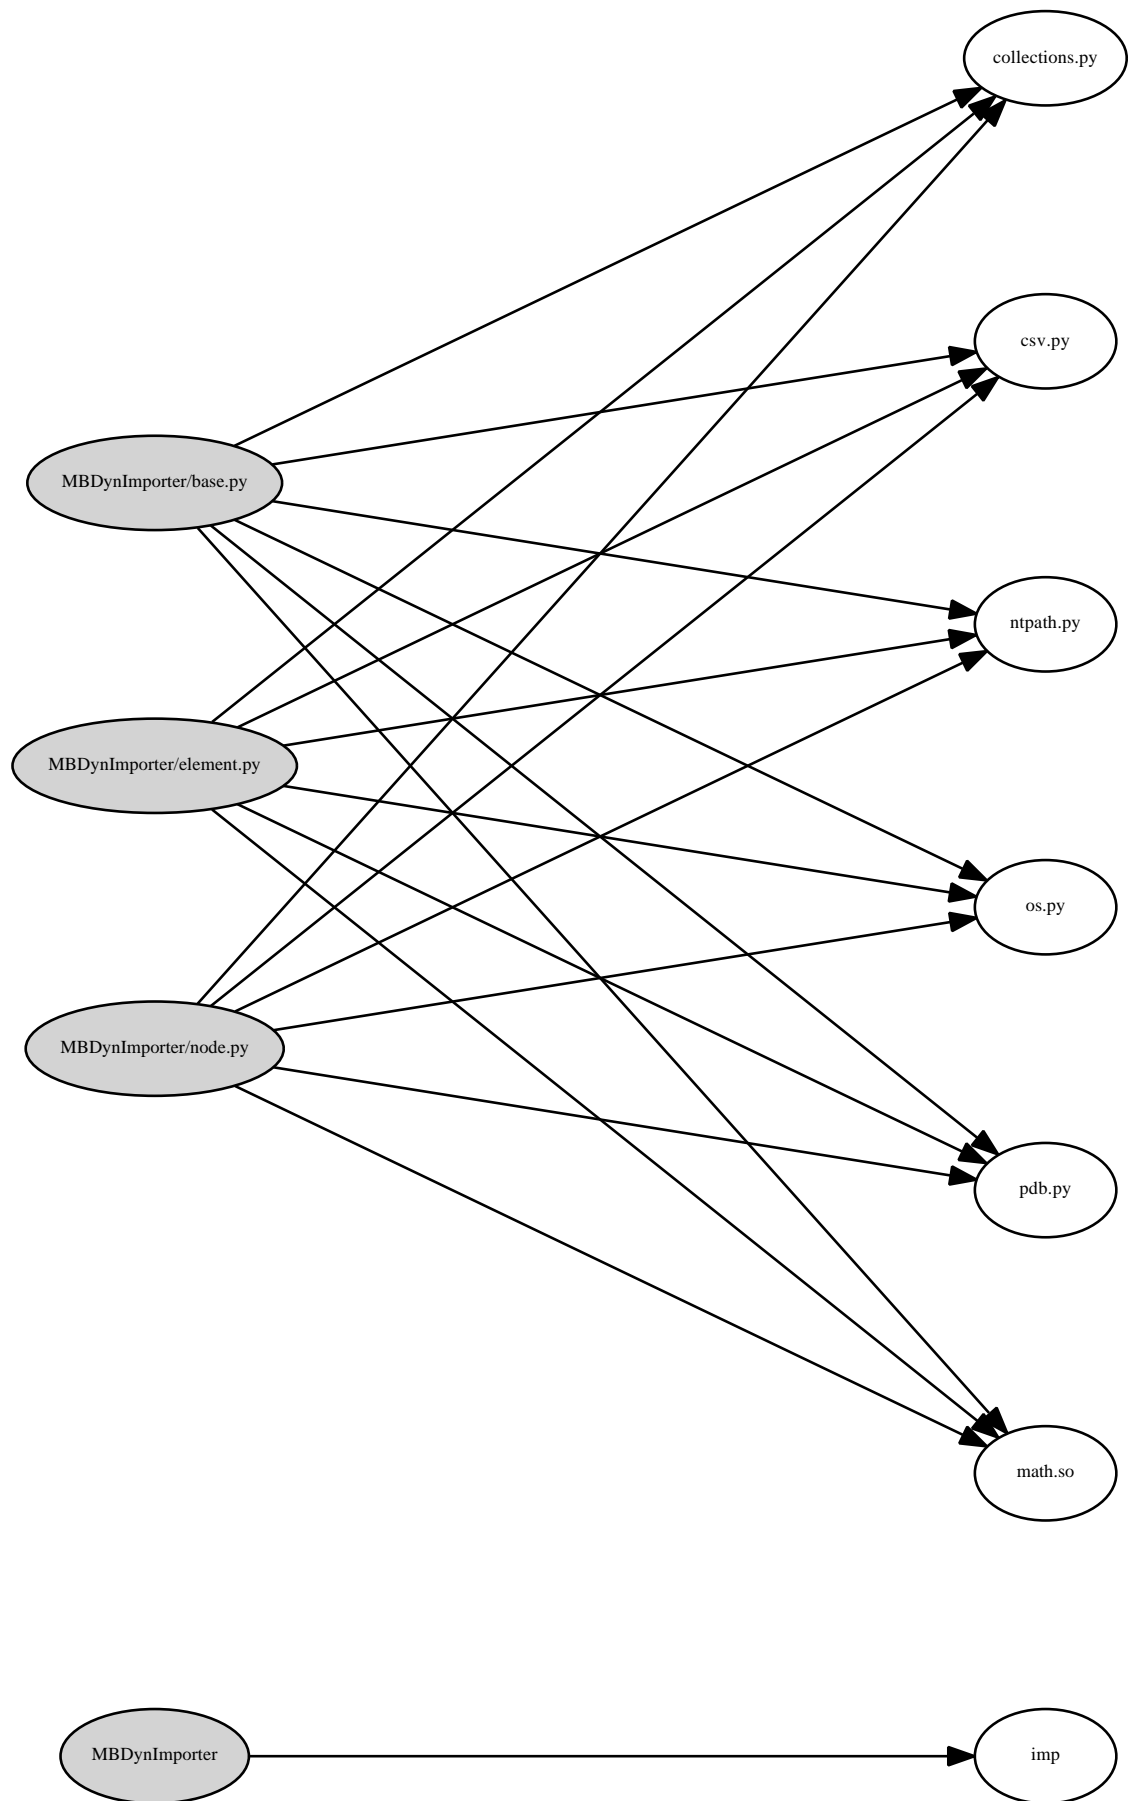 collections.py
csv.py
MBDynImporter/base.py
ntpath.py
MBDynImporter/element.py
os.py
MBDynImporter/node.py
pdb.py
math.so
MBDynImporter
imp